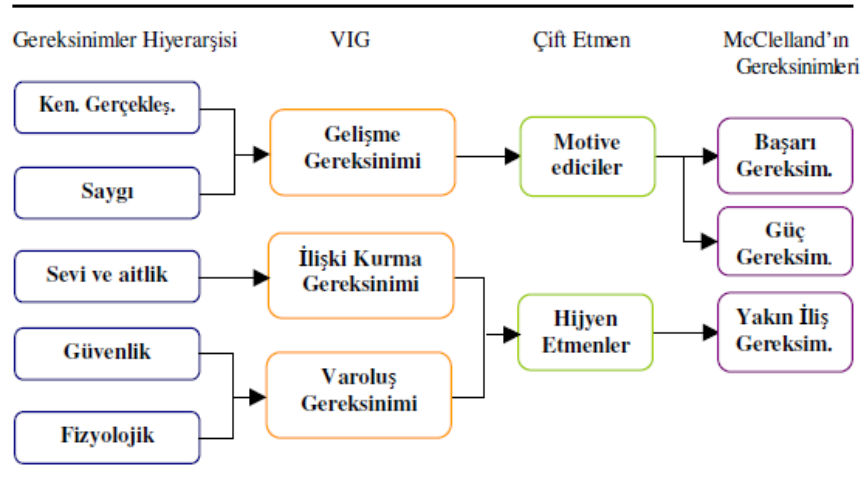 Gereksinimler Hiyerarşisi
VIG
Çift Etmen
McClelland'ın
Gereksinimleri
Ken. Gerçekleş.
Saygı
Sevi ve aitlik
Güvenlik
Fizyolojik
Gelişme
Gereksinimi
İlişki Kurma
Gereksinimi
Varoluş
Gereksinimi
Motive
ediciler
Hijyen
Etmenler
Başarı
Gereksim.
Güç
Gereksim.
Yakın İliş
Gereksim.